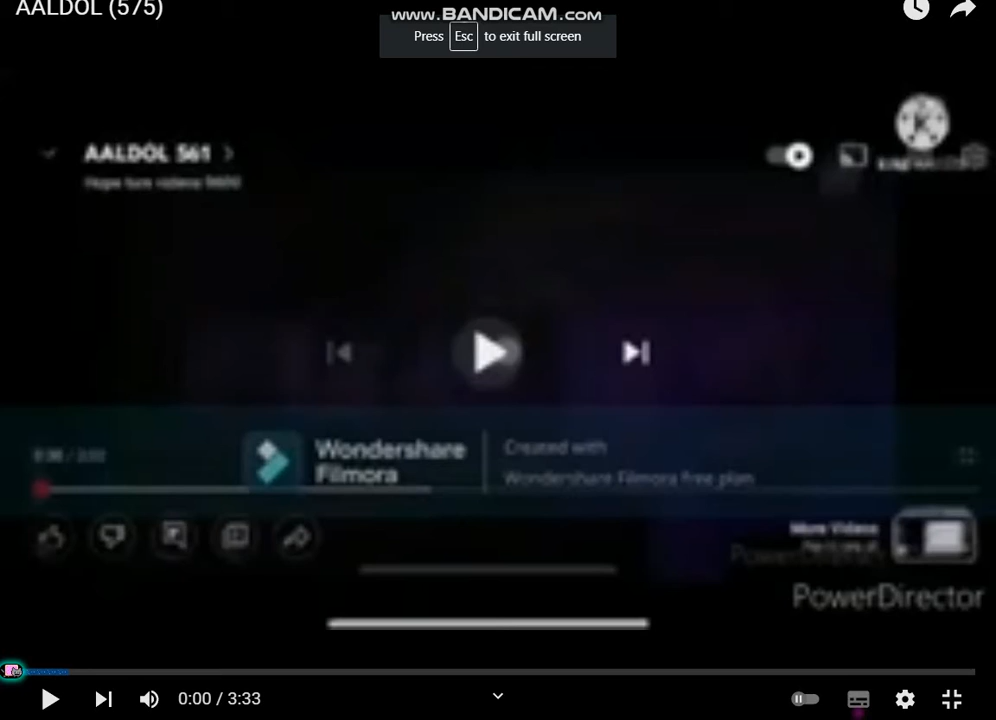 AALDOL (575)
WWW.BANDICAM.COM
Press Esc to exit full screen
AALDOL 561
Wondershare
Filmora
Created with
Wondershare Filmora free plan
More Videos
PowerDirector
PowerDirector
0:00 / 3:33